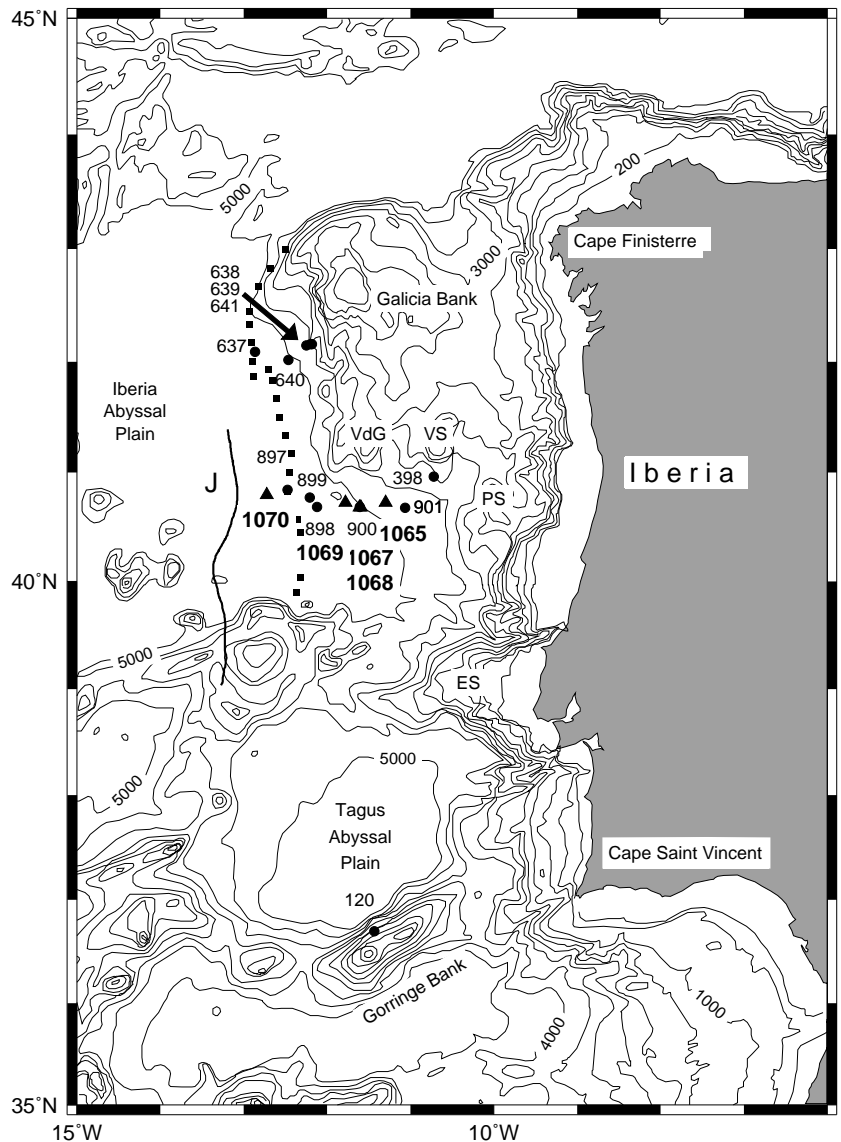 45°N
200
5000
Cape Finisterre
3000
638
639
641
Galicia Bank
637
640
Iberia
Abyssal
Plain
VdG
VS
897
398
Iberia
J
899
PS
901
1070
898
900
1065
1069
1067
1068
40°N
5000
ES
5000
5000
Tagus
Abyssal
Plain
Cape Saint Vincent
120
Gorringe Bank
1000
4000
35°N
15°W
10°W